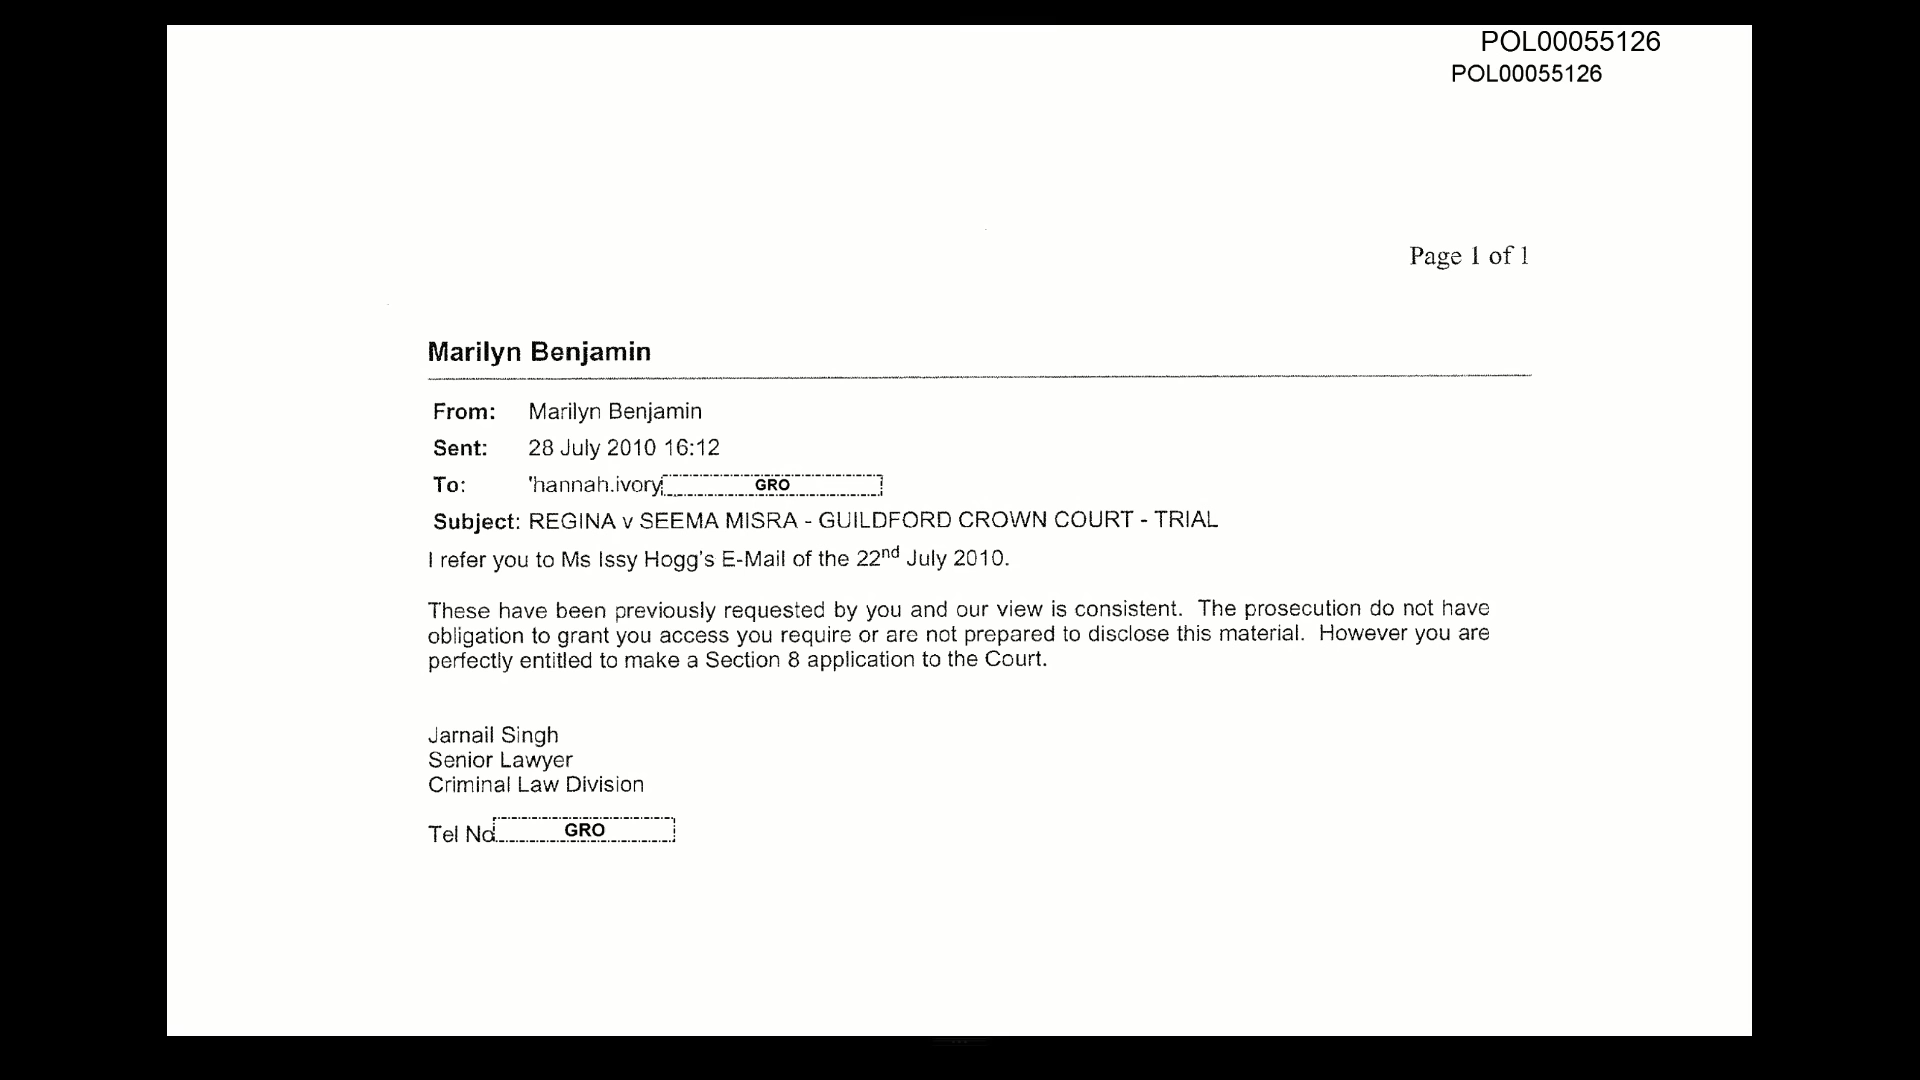 POL00055126
POL00055126
Page 1 of 1
Marilyn Benjamin
From: Marilyn Benjamin
Sent: 28 July 2010 16:12
To: 'hannah.ivory GRO
Subject: REGINA v SEEMA MISRA - GUILDFORD CROWN COURT - TRIAL
I refer you to Ms Issy Hogg's E-Mail of the 22nd July 2010.
These have been previously requested by you and our view is consistent. The prosecution do not have
obligation to grant you access you require or are not prepared to disclose this material. However you are
perfectly entitled to make a Section 8 application to the Court.
Jarnail Singh
Senior Lawyer
Criminal Law Division
Tel No GRO